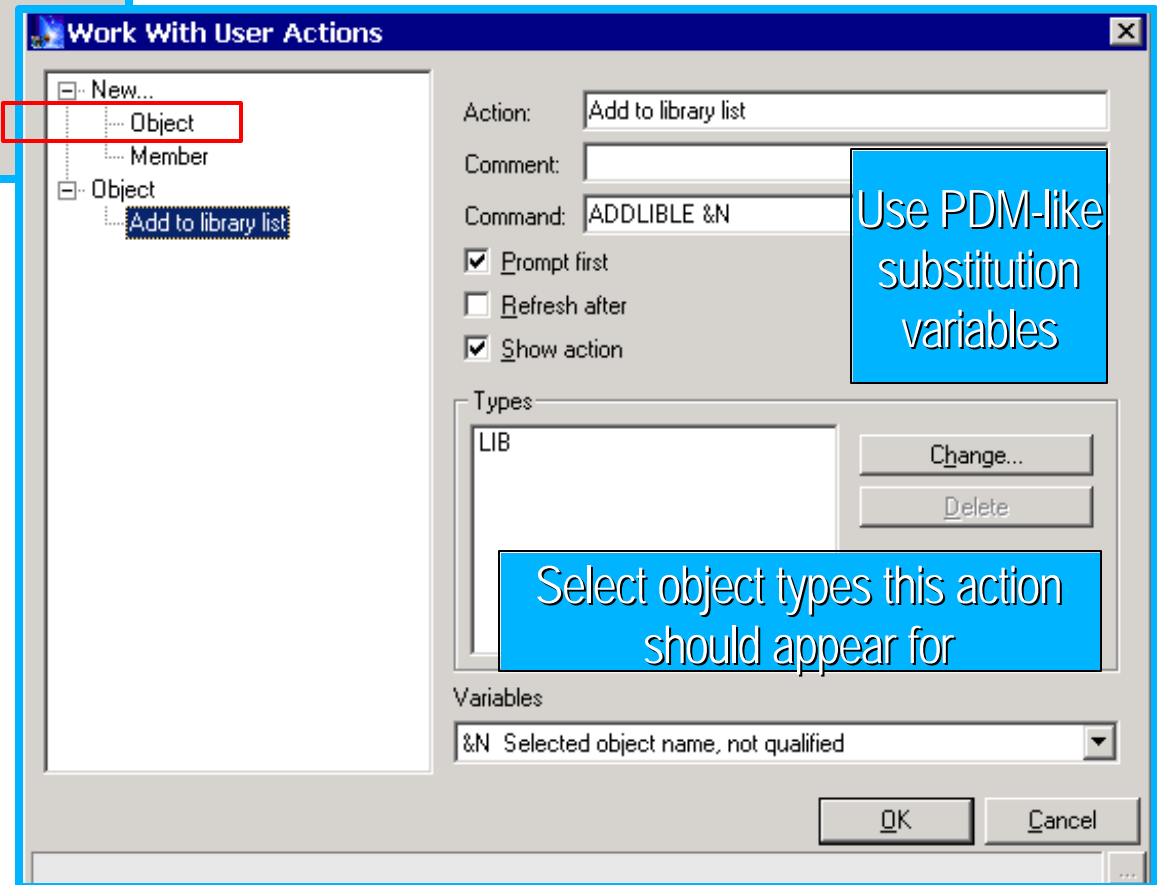 Work With User Actions
New...
Object
Member
Object
Add to library list
Action: Add to library list
Comment:
Command: ADDLIBLE &N
Use PDM-like
substitution
variables
Prompt first
Refresh after
Show action
Types
LIB
Change...
Delete
Select object types this action
should appear for
Variables
&N Selected object name, not qualified
OK Cancel
...